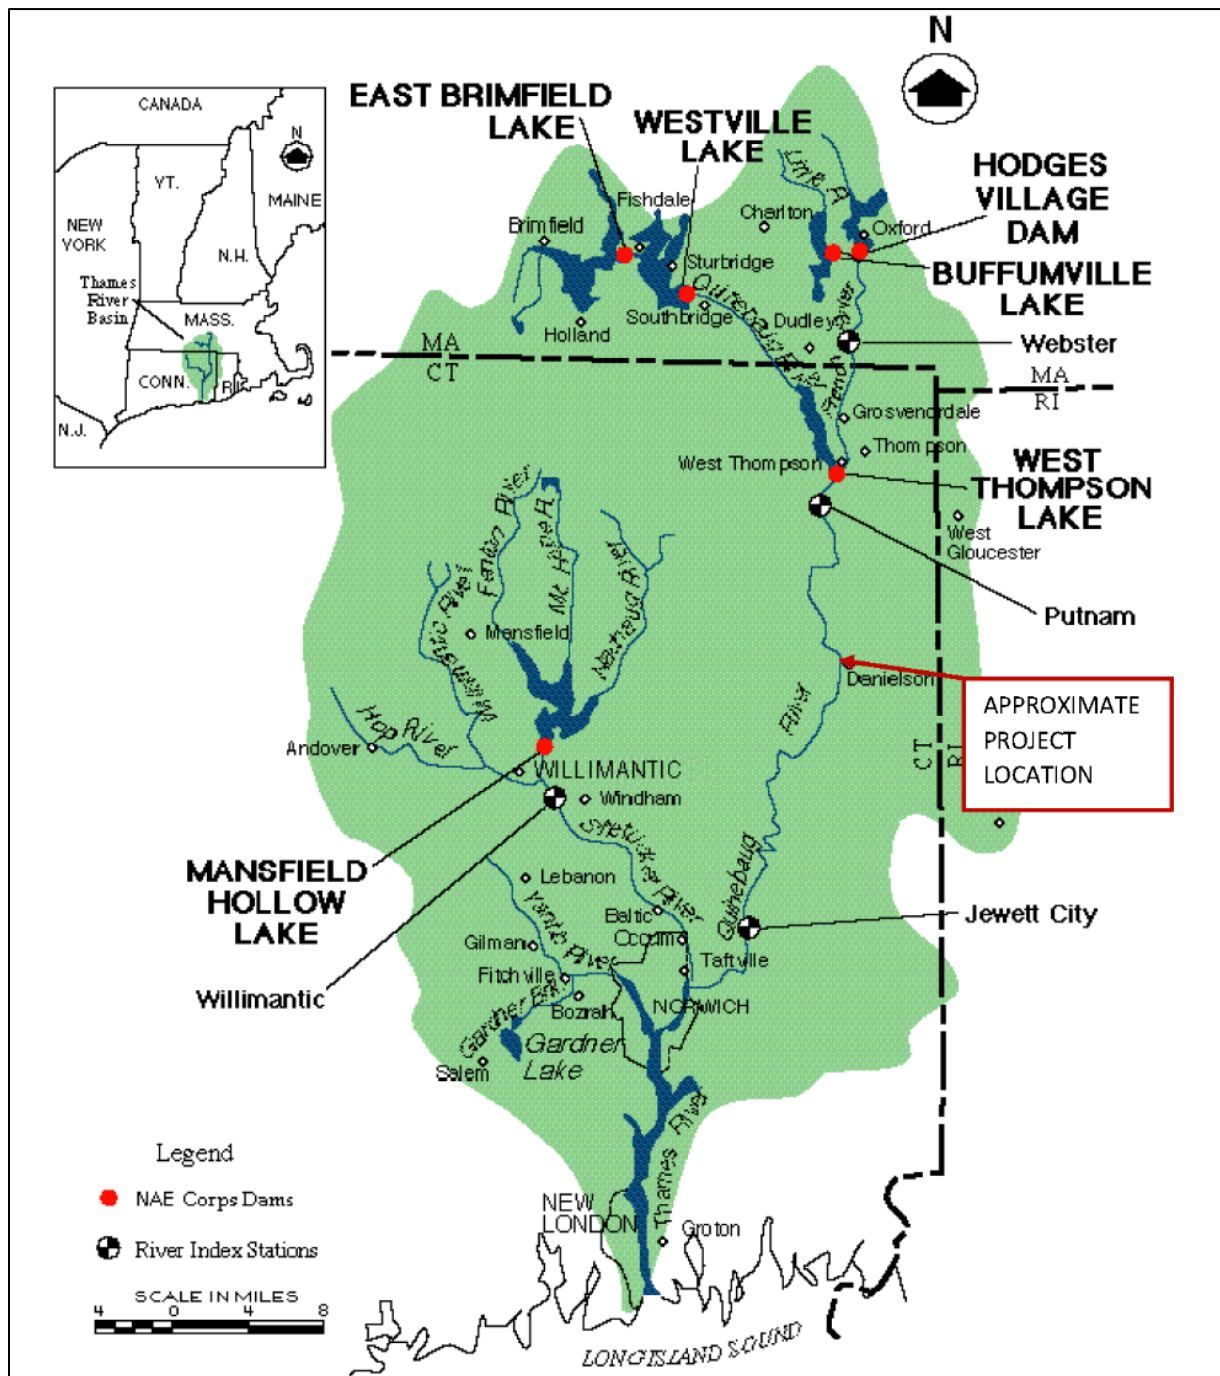 N
EAST BRIMFIELD
LAKE
WESTVILLE
LAKE
HODGES
VILLAGE
DAM
BUFFUMVILLE
LAKE
CANADA
N
VT.
MAINE
NEW
YORK
N.H.
Thames
River
Basin
MASS.
CONN.
R.I.
N.J.
Fishdale
Brimfield
Sturbridge
Southbridge
Holland
Charlton
Little R.
Oxford
Dudley
Quinebaug River
French River
Webster
MA
CT
MA
RI
Grosvenordale
Thompson
West Thompson
WEST
THOMPSON
LAKE
West
Gloucester
Putnam
Fenton River
Mt. Hope R.
Natchaug River
Willimantic River
Mansfield
Hop River
Andover
WILLIMANTIC
Windham
Danielson
APPROXIMATE
PROJECT
LOCATION
CT
RI
River
Quinebaug
MANSFIELD
HOLLOW
LAKE
Willimantic
Shetucket River
Lebanon
Yantic River
Baltic
Occum
Taftville
Gilman
Fitchville
Bozrah
NORWICH
Jewett City
Gardner Brk.
Gardner
Lake
Salem
Thames River
NEW
LONDON
Groton
LONG ISLAND SOUND
Legend
NAE Corps Dams
River Index Stations
SCALE IN MILES
4 0 4 8